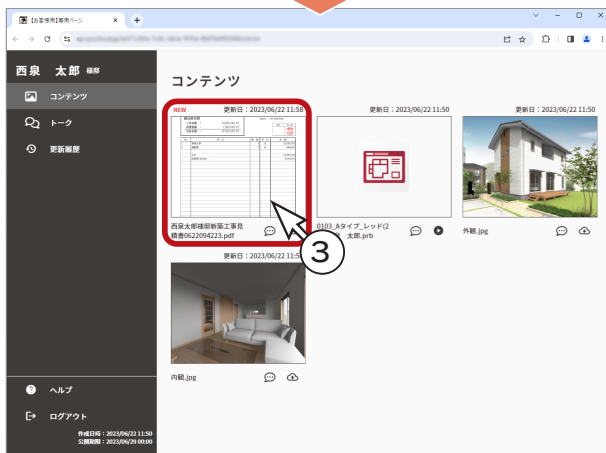 【お客様用】専用ページ
西泉 太郎 様邸
コンテンツ
トーク
更新履歴
ヘルプ
ログアウト
作成日時：2023/06/22 11:50
公開期限：2023/06/29 00:00
コンテンツ
NEW 更新日：2023/06/22 11:58
西泉太郎様邸新築工事見
積書0622094223.pdf
更新日：2023/06/22 11:50
0103_Aタイプ_レッド(2
太郎.prb
更新日：2023/06/22 11:50
外観.jpg
3
更新日：2023/06/22 11:5
内観.jpg